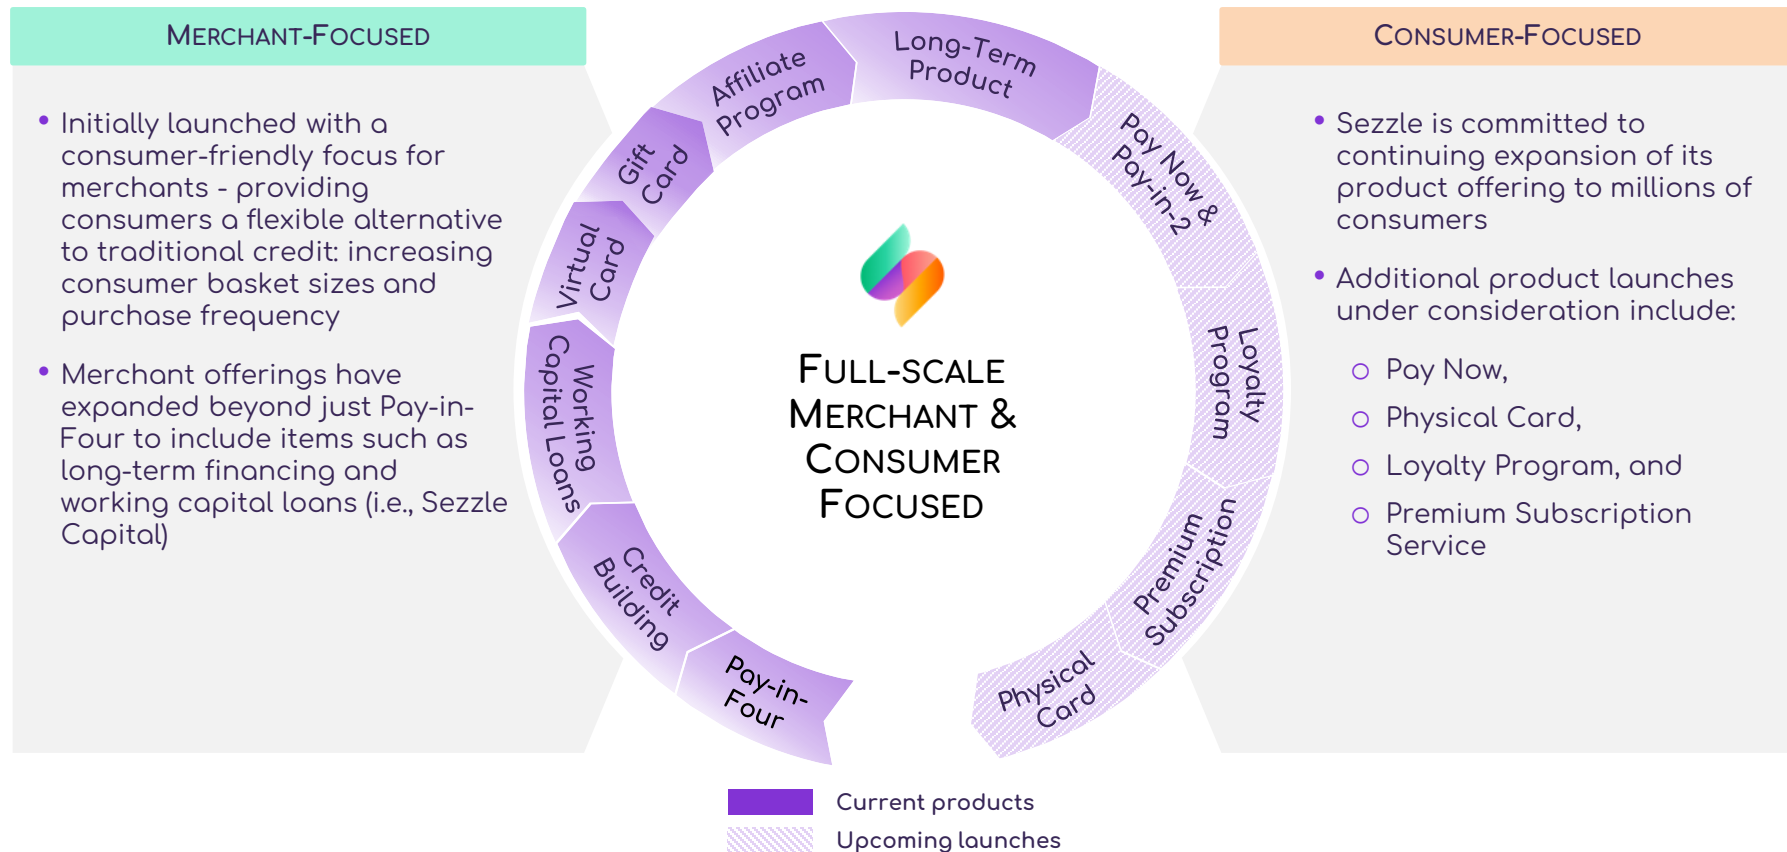 MERCHANT-FOCUSED
• Initially launched with a
consumer-friendly focus for
merchants - providing
consumers a flexible alternative
to traditional credit: increasing
consumer basket sizes and
purchase frequency
• Merchant offerings have
expanded beyond just Pay-in-
Four to include items such as
long-term financing and
working capital loans (i.e., Sezzle
Capital)
Pay-in-
Four
Credit
Building
Working
Capital Loans
Virtual
Card
Gift
Card
Affiliate
Program
Long-Term
Product
Pay Now &
Pay-in-2
Loyalty
Program
Premium
Subscription
Physical
Card
FULL-SCALE
MERCHANT &
CONSUMER
FOCUSED
CONSUMER-FOCUSED
• Sezzle is committed to
continuing expansion of its
product offering to millions of
consumers
• Additional product launches
under consideration include:
○ Pay Now,
○ Physical Card,
○ Loyalty Program, and
○ Premium Subscription
Service
Current products
Upcoming launches